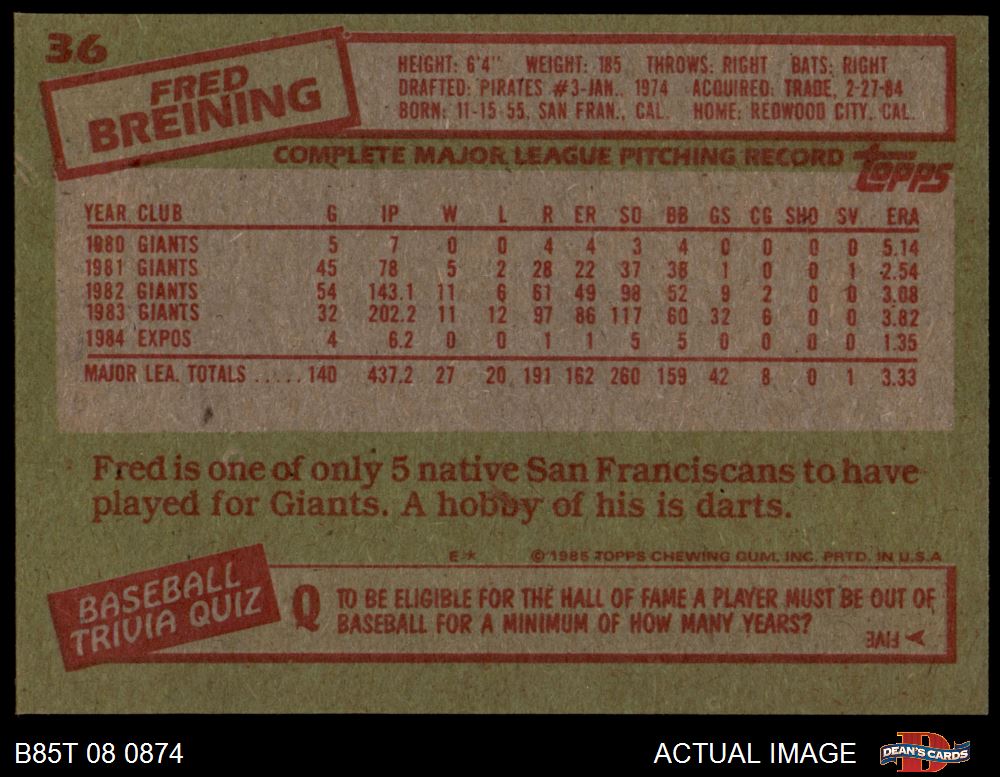 36
FRED
BREINING
HEIGHT: 6'4" WEIGHT: 185 THROWS: RIGHT BATS: RIGHT
DRAFTED: PIRATES #3-JAN., 1974 ACQUIRED: TRADE, 2-27-84
BORN: 11-15-55, SAN FRAN., CAL. HOME: REDWOOD CITY, CAL.
COMPLETE MAJOR LEAGUE PITCHING RECORD
topps
YEAR CLUB G IP W L R ER SO BB GS CG SHO SV ERA
1980 GIANTS 5 7 0 0 4 4 3 4 0 0 0 0 5.14
1981 GIANTS 45 78 5 2 28 22 37 38 1 0 0 1 2.54
1982 GIANTS 54 143.1 11 6 61 49 98 52 9 2 0 0 3.08
1983 GIANTS 32 202.2 11 12 97 86 117 60 32 6 0 0 3.82
1984 EXPOS 4 6.2 0 0 1 1 5 5 0 0 0 0 1.35
MAJOR LEA. TOTALS ..... 140 437.2 27 20 191 162 260 159 42 8 0 1 3.33
Fred is one of only 5 native San Franciscans to have
played for Giants. A hobby of his is darts.
E* © 1985 TOPPS CHEWING GUM, INC. PRTD. IN U.S.A
BASEBALL
TRIVIA QUIZ
Q TO BE ELIGIBLE FOR THE HALL OF FAME A PLAYER MUST BE OUT OF
BASEBALL FOR A MINIMUM OF HOW MANY YEARS?
A FIVE
B85T 08 0874
ACTUAL IMAGE
D
DEAN'S CARDS